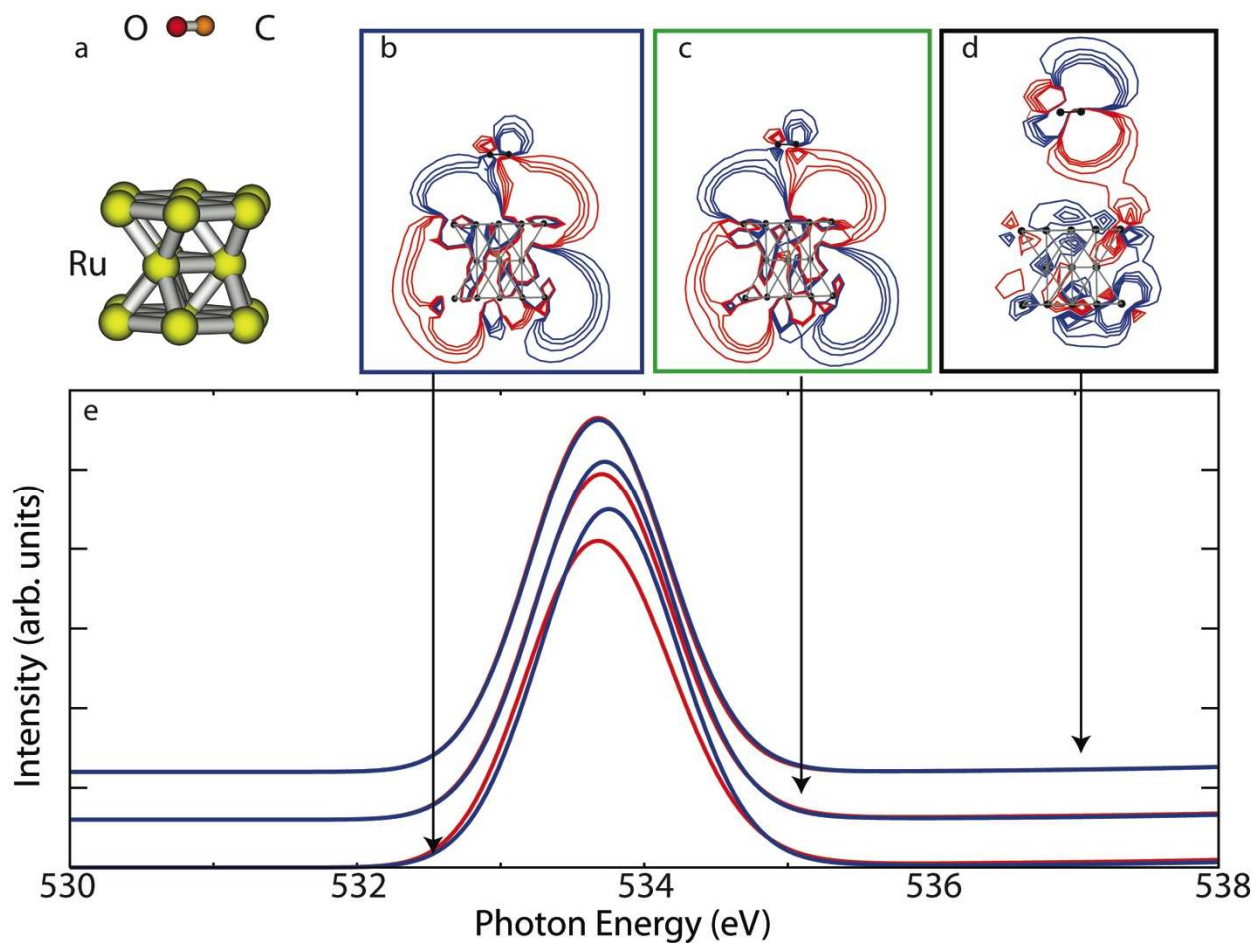 O C
a
b
c
d
Ru
e
Intensity (arb. units)
530 532 534 536 538
Photon Energy (eV)